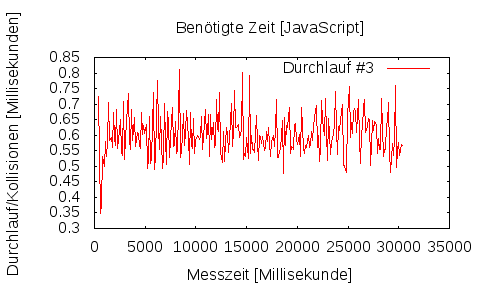 Benötigte Zeit [JavaScript]
Durchlauf/Kollisionen [Millisekunden]
Durchlauf #3
0.85
0.8
0.75
0.7
0.65
0.6
0.55
0.5
0.45
0.4
0.35
0.3
0 5000 10000 15000 20000 25000 30000 35000
Messzeit [Millisekunde]